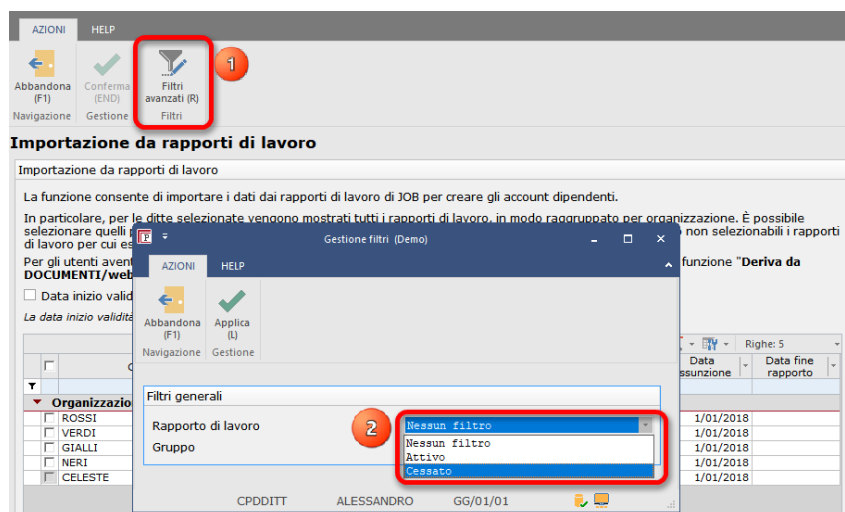 AZIONI HELP
1
Abbandona (F1) Conferma (END) Filtri avanzati (R)
Navigazione Gestione Filtri
Importazione da rapporti di lavoro
Importazione da rapporti di lavoro
La funzione consente di importare i dati dai rapporti di lavoro di JOB per creare gli account dipendenti.
In particolare, per le ditte selezionate vengono mostrati tutti i rapporti di lavoro, in modo raggruppato per organizzazione. È possibile
selezionare quelli non selezionabili i rapporti
di lavoro per cui es
Per gli utenti avent funzione "Deriva da
DOCUMENTI/web
Data inizio valid
La data inizio validità
Righe: 5
Data ssunzione Data fine rapporto
Organizzazio
ROSSI 1/01/2018
VERDI 1/01/2018
GIALLI 1/01/2018
NERI 1/01/2018
CELESTE 1/01/2018
Gestione filtri (Demo)
AZIONI HELP
Abbandona (F1) Applica (L)
Navigazione Gestione
Filtri generali
Rapporto di lavoro 2 Nessun filtro
Gruppo Nessun filtro
Attivo
Cessato
CPDDITT ALESSANDRO GG/01/01